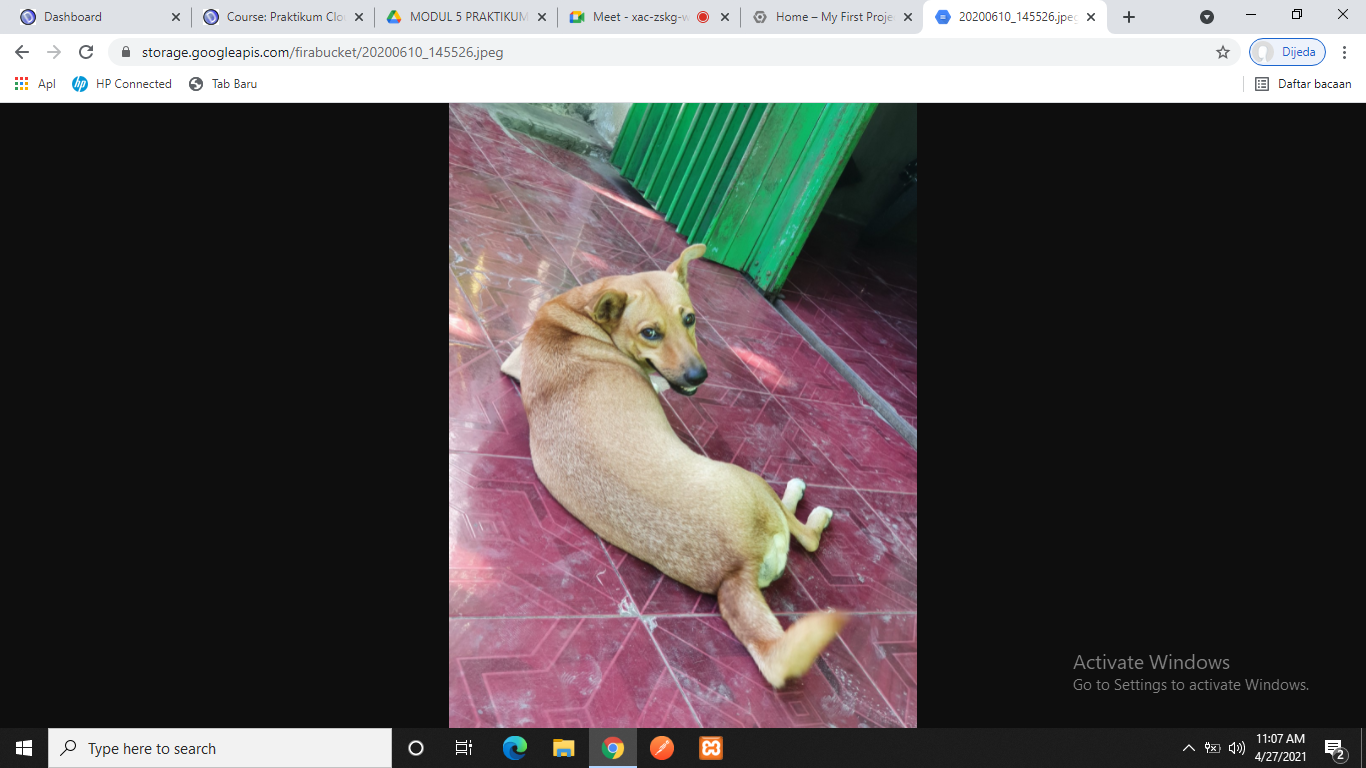 Dashboard
Course: Praktikum Clo
MODUL 5 PRAKTIKUM
Meet - xac-zskg-w
Home – My First Proje
20200610_145526.jpeg
storage.googleapis.com/firabucket/20200610_145526.jpeg
Dijeda
Apl
HP Connected
Tab Baru
Daftar bacaan
Activate Windows
Go to Settings to activate Windows.
Type here to search
11:07 AM
4/27/2021
2